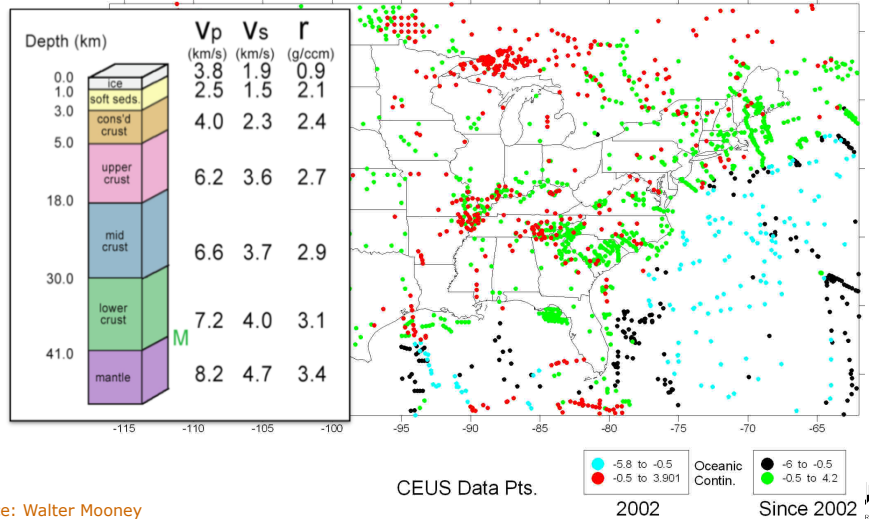 Depth (km)
Vp Vs r
(km/s) (km/s) (g/ccm)
0.0 ice 3.8 1.9 0.9
1.0 soft seds. 2.5 1.5 2.1
3.0
cons'd
crust
4.0 2.3 2.4
5.0
upper
crust
6.2 3.6 2.7
18.0
mid
crust
6.6 3.7 2.9
30.0
lower
crust
7.2 4.0 3.1
M
41.0
mantle 8.2 4.7 3.4
-115 -110 -105 -100 -95 -90 -85 -80 -75 -70 -65
CEUS Data Pts.
-5.8 to -0.5 Oceanic -6 to -0.5
-0.5 to 3.901 Contin. -0.5 to 4.2
2002 Since 2002
e: Walter Mooney